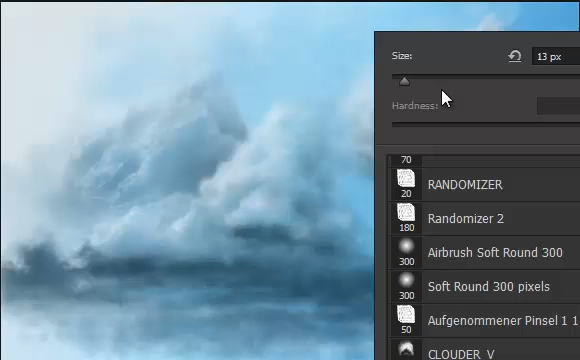 Size:
13 px
Hardness:
70
RANDOMIZER
20
Randomizer 2
180
Airbrush Soft Round 300
300
Soft Round 300 pixels
300
Aufgenommener Pinsel 1 1
50
CLOUDER_V